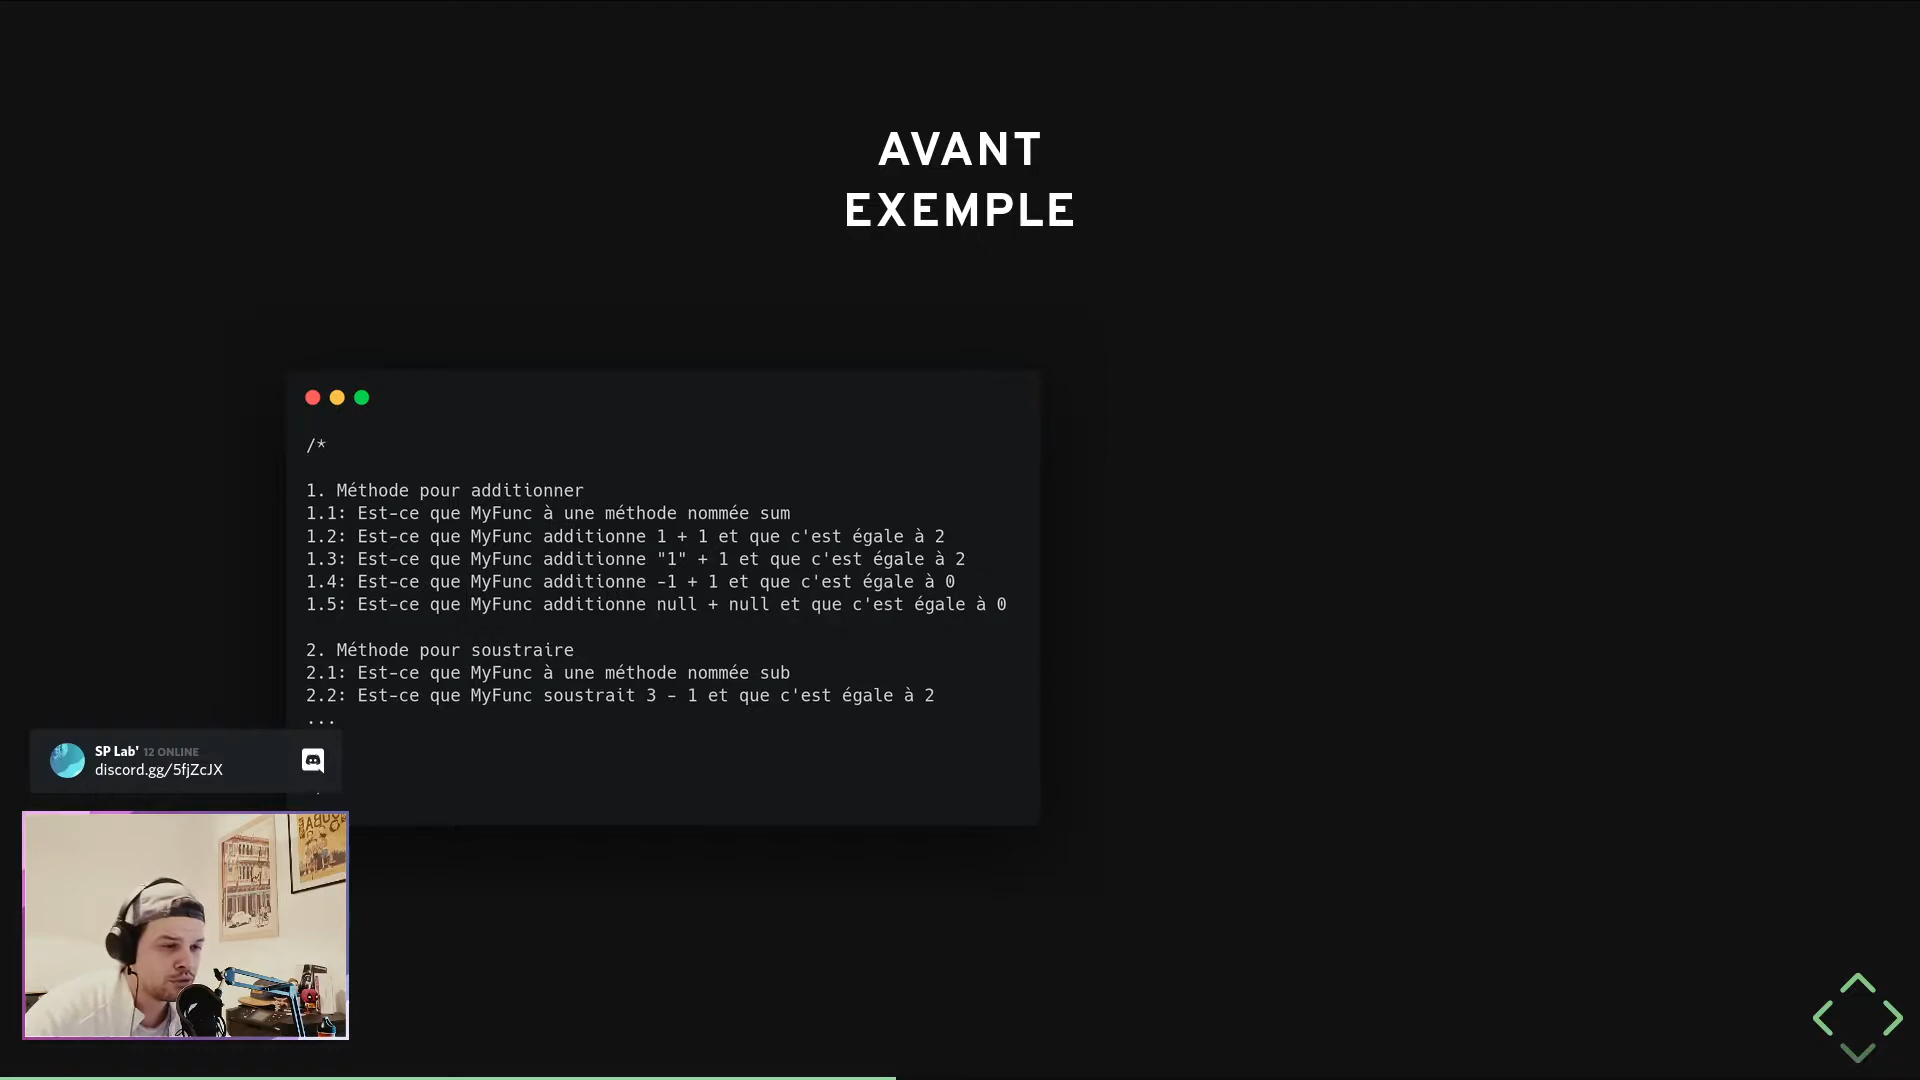 AVANT
EXEMPLE
/*
1. Méthode pour additionner
1.1: Est-ce que MyFunc à une méthode nommée sum
1.2: Est-ce que MyFunc additionne 1 + 1 et que c'est égale à 2
1.3: Est-ce que MyFunc additionne "1" + 1 et que c'est égale à 2
1.4: Est-ce que MyFunc additionne -1 + 1 et que c'est égale à 0
1.5: Est-ce que MyFunc additionne null + null et que c'est égale à 0
2. Méthode pour soustraire
2.1: Est-ce que MyFunc à une méthode nommée sub
2.2: Est-ce que MyFunc soustrait 3 - 1 et que c'est égale à 2
...
SP Lab' 12 ONLINE
discord.gg/5fjZcJX